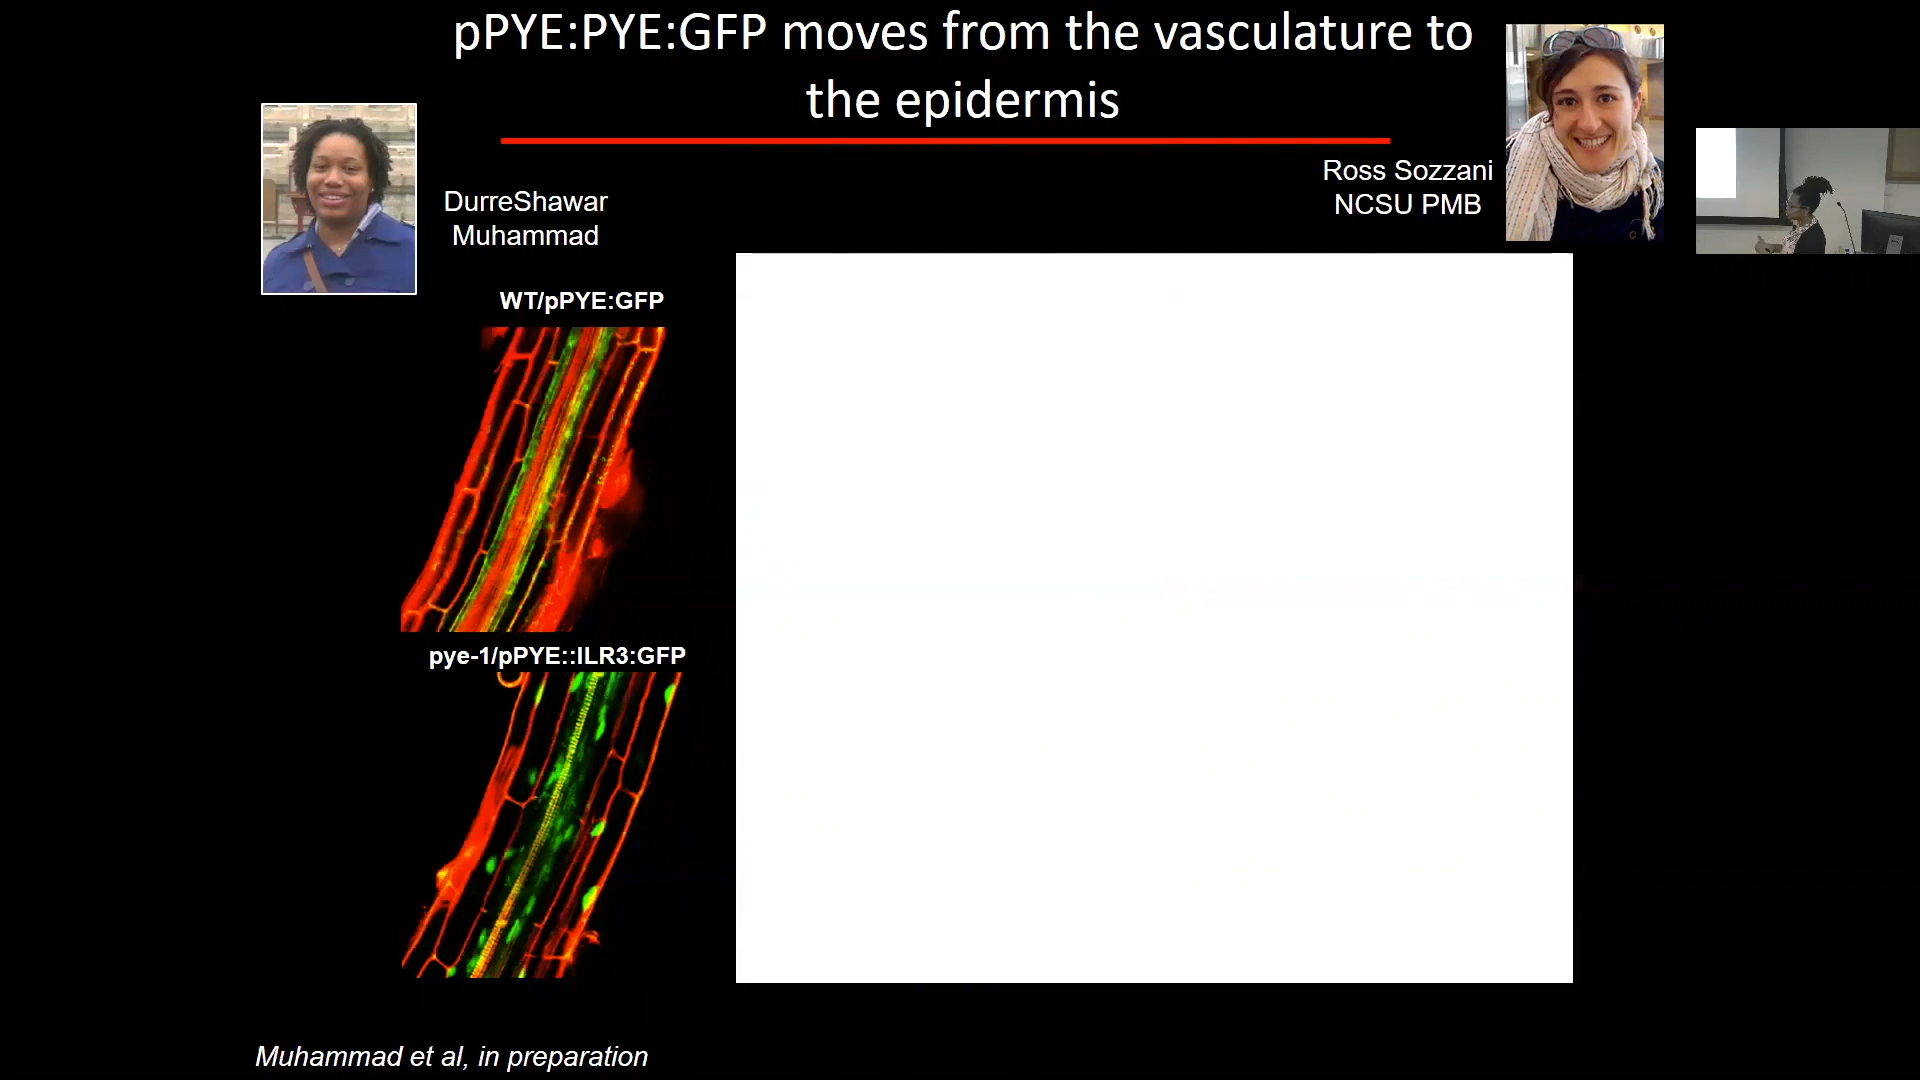 pPYE:PYE:GFP moves from the vasculature to
the epidermis
DurreShawar
Muhammad
Ross Sozzani
NCSU PMB
WT/pPYE:GFP
pye-1/pPYE::ILR3:GFP
Muhammad et al, in preparation